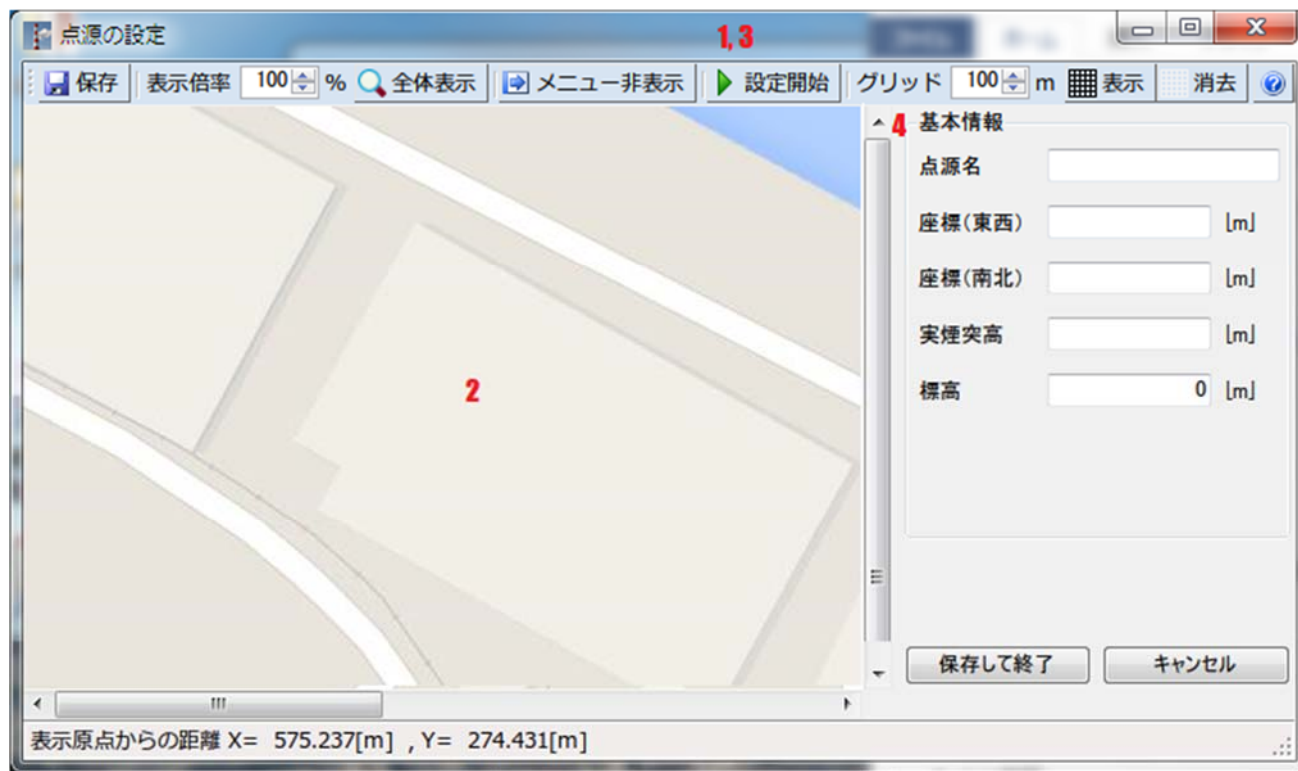 点源の設定
1, 3
保存 表示倍率 100 % 全体表示 メニュー非表示 設定開始 グリッド 100 m 表示 消去
4 基本情報
点源名
座標(東西) [m]
座標(南北) [m]
実煙突高 [m]
2
標高 0 [m]
保存して終了 キャンセル
表示原点からの距離 X= 575.237[m] , Y= 274.431[m]